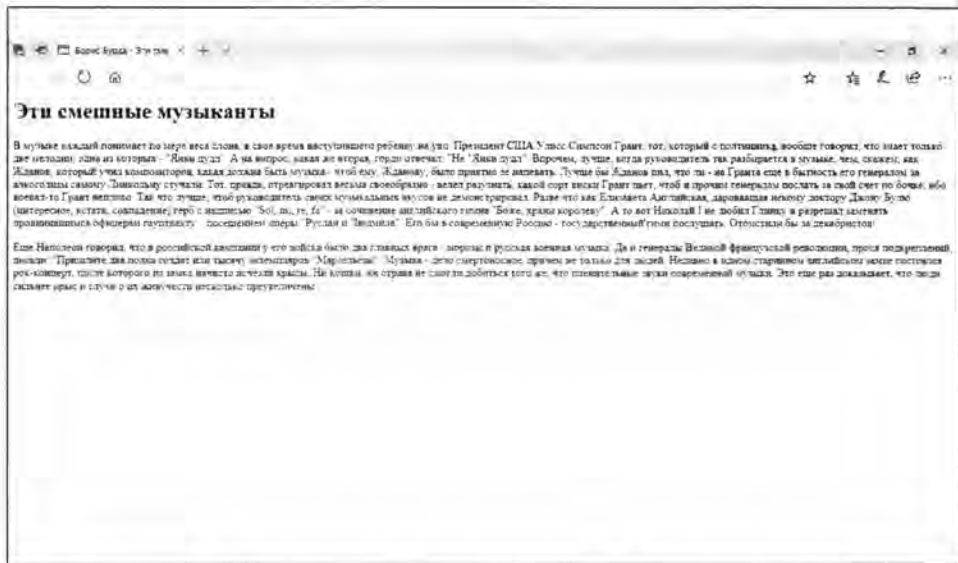 Борис Бурда - Эти сме
Эти смешные музыканты
В музыке каждый понимает по мере веса слона, в свое время наступившего ребенку на ухо. Президент США Улисс Симпсон Грант, тот, который с полтинника, вообще говорил, что знает только
две мелодии, одна из которых - "Янки дудл". А на вопрос, какая же вторая, гордо отвечал: "Не "Янки дудл". Впрочем, лучше, когда руководитель так разбирается в музыке, чем, скажем, как
Жданов, который учил композиторов, какая должна быть музыка - чтоб ему, Жданову, было приятно ее напевать. Лучше бы Жданов пил, что ли - на Гранта еще в бытность его генералом за
алкоголизм самому Линкольну стучали. Тот, правда, отреагировал весьма своеобразно - велел разузнать, какой сорт виски Грант пьет, чтоб и прочим генералам послать за свой счет по бочке, ибо
воевал-то Грант неплохо. Так что лучше, чтоб руководитель своих музыкальных вкусов не демонстрировал. Разве что как Елизавета Английская, даровавшая некому доктору Джону Буллю
(интересное, кстати, совпадение) герб с надписью "Sol, mi, re, fa" - за сочинение английского гимна "Боже, храни королеву". А то вот Николай I не любил Глинку и разрешал заменять
провинившимся офицерам гауптвахту посещением оперы "Руслан и Людмила". Его бы в современную Россию - государственный гимн послушать. Отомстили бы за декабристов!
Еще Наполеон говорил, что в российской кампании у его войска было два главных врага - морозы и русская военная музыка. Да и генералы Великой французской революции, прося подкреплений,
писали: "Пришлите два полка солдат или тысячу экземпляров "Марсельезы". Музыка - дело смертоносное, причем не только для людей. Недавно в одном старинном английском замке состоялся
рок-концерт, после которого из замка начисто исчезли крысы. Ни кошки, ни отрава не смогли добиться того же, что пленительные звуки современной музыки. Это еще раз доказывает, что люди
сильнее крыс и слухи о их живучести несколько преувеличены